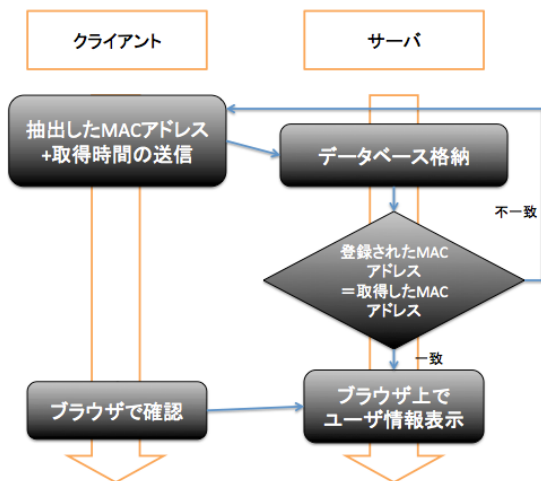 クライアント
サーバ
抽出したMACアドレス
+取得時間の送信
データベース格納
不一致
登録されたMAC
アドレス
＝取得したMAC
アドレス
一致
ブラウザで確認
ブラウザ上で
ユーザ情報表示